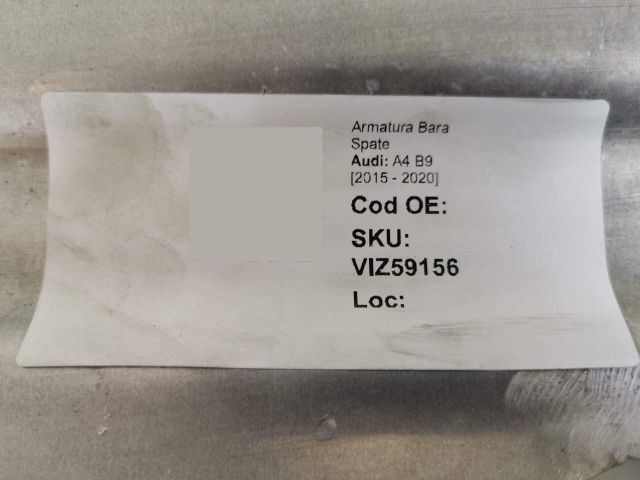 Armatura Bara
Spate
Audi: A4 B9
[2015 - 2020]
Cod OE:
SKU:
VIZ59156
Loc: